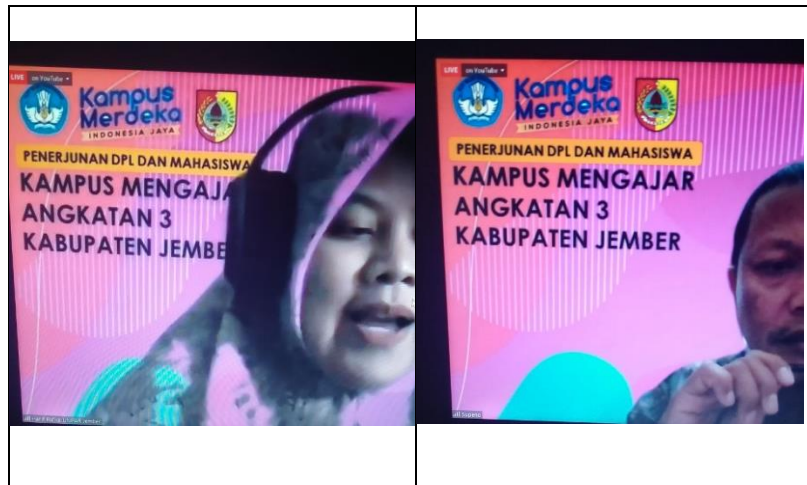 LIVE on YouTube
Kampus
Merdeka
INDONESIA JAYA
PENERJUNAN DPL DAN MAHASISWA
KAMPUS MENGAJA
ANGKATAN 3
KABUPATEN JEMBE
LIVE on YouTube
Kampus
Merdeka
INDONESIA JAYA
PENERJUNAN DPL DAN MAHASISWA
KAMPUS MENGAJAR
ANGKATAN 3
KABUPATEN JEMBER